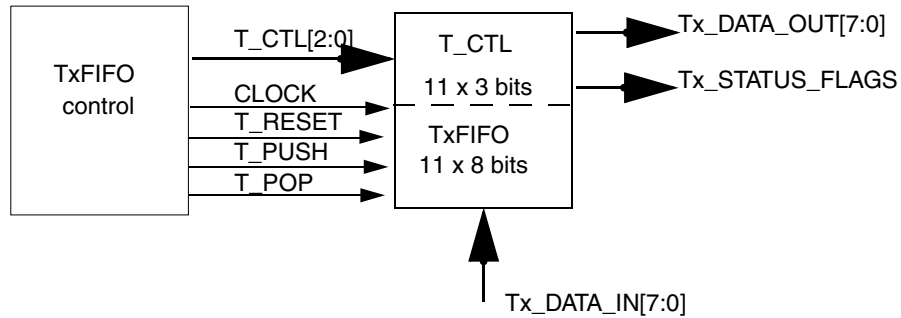 TxFIFO
control
T_CTL[2:0]
CLOCK
T_RESET
T_PUSH
T_POP
T_CTL
11 x 3 bits
TxFIFO
11 x 8 bits
Tx_DATA_OUT[7:0]
Tx_STATUS_FLAGS
Tx_DATA_IN[7:0]